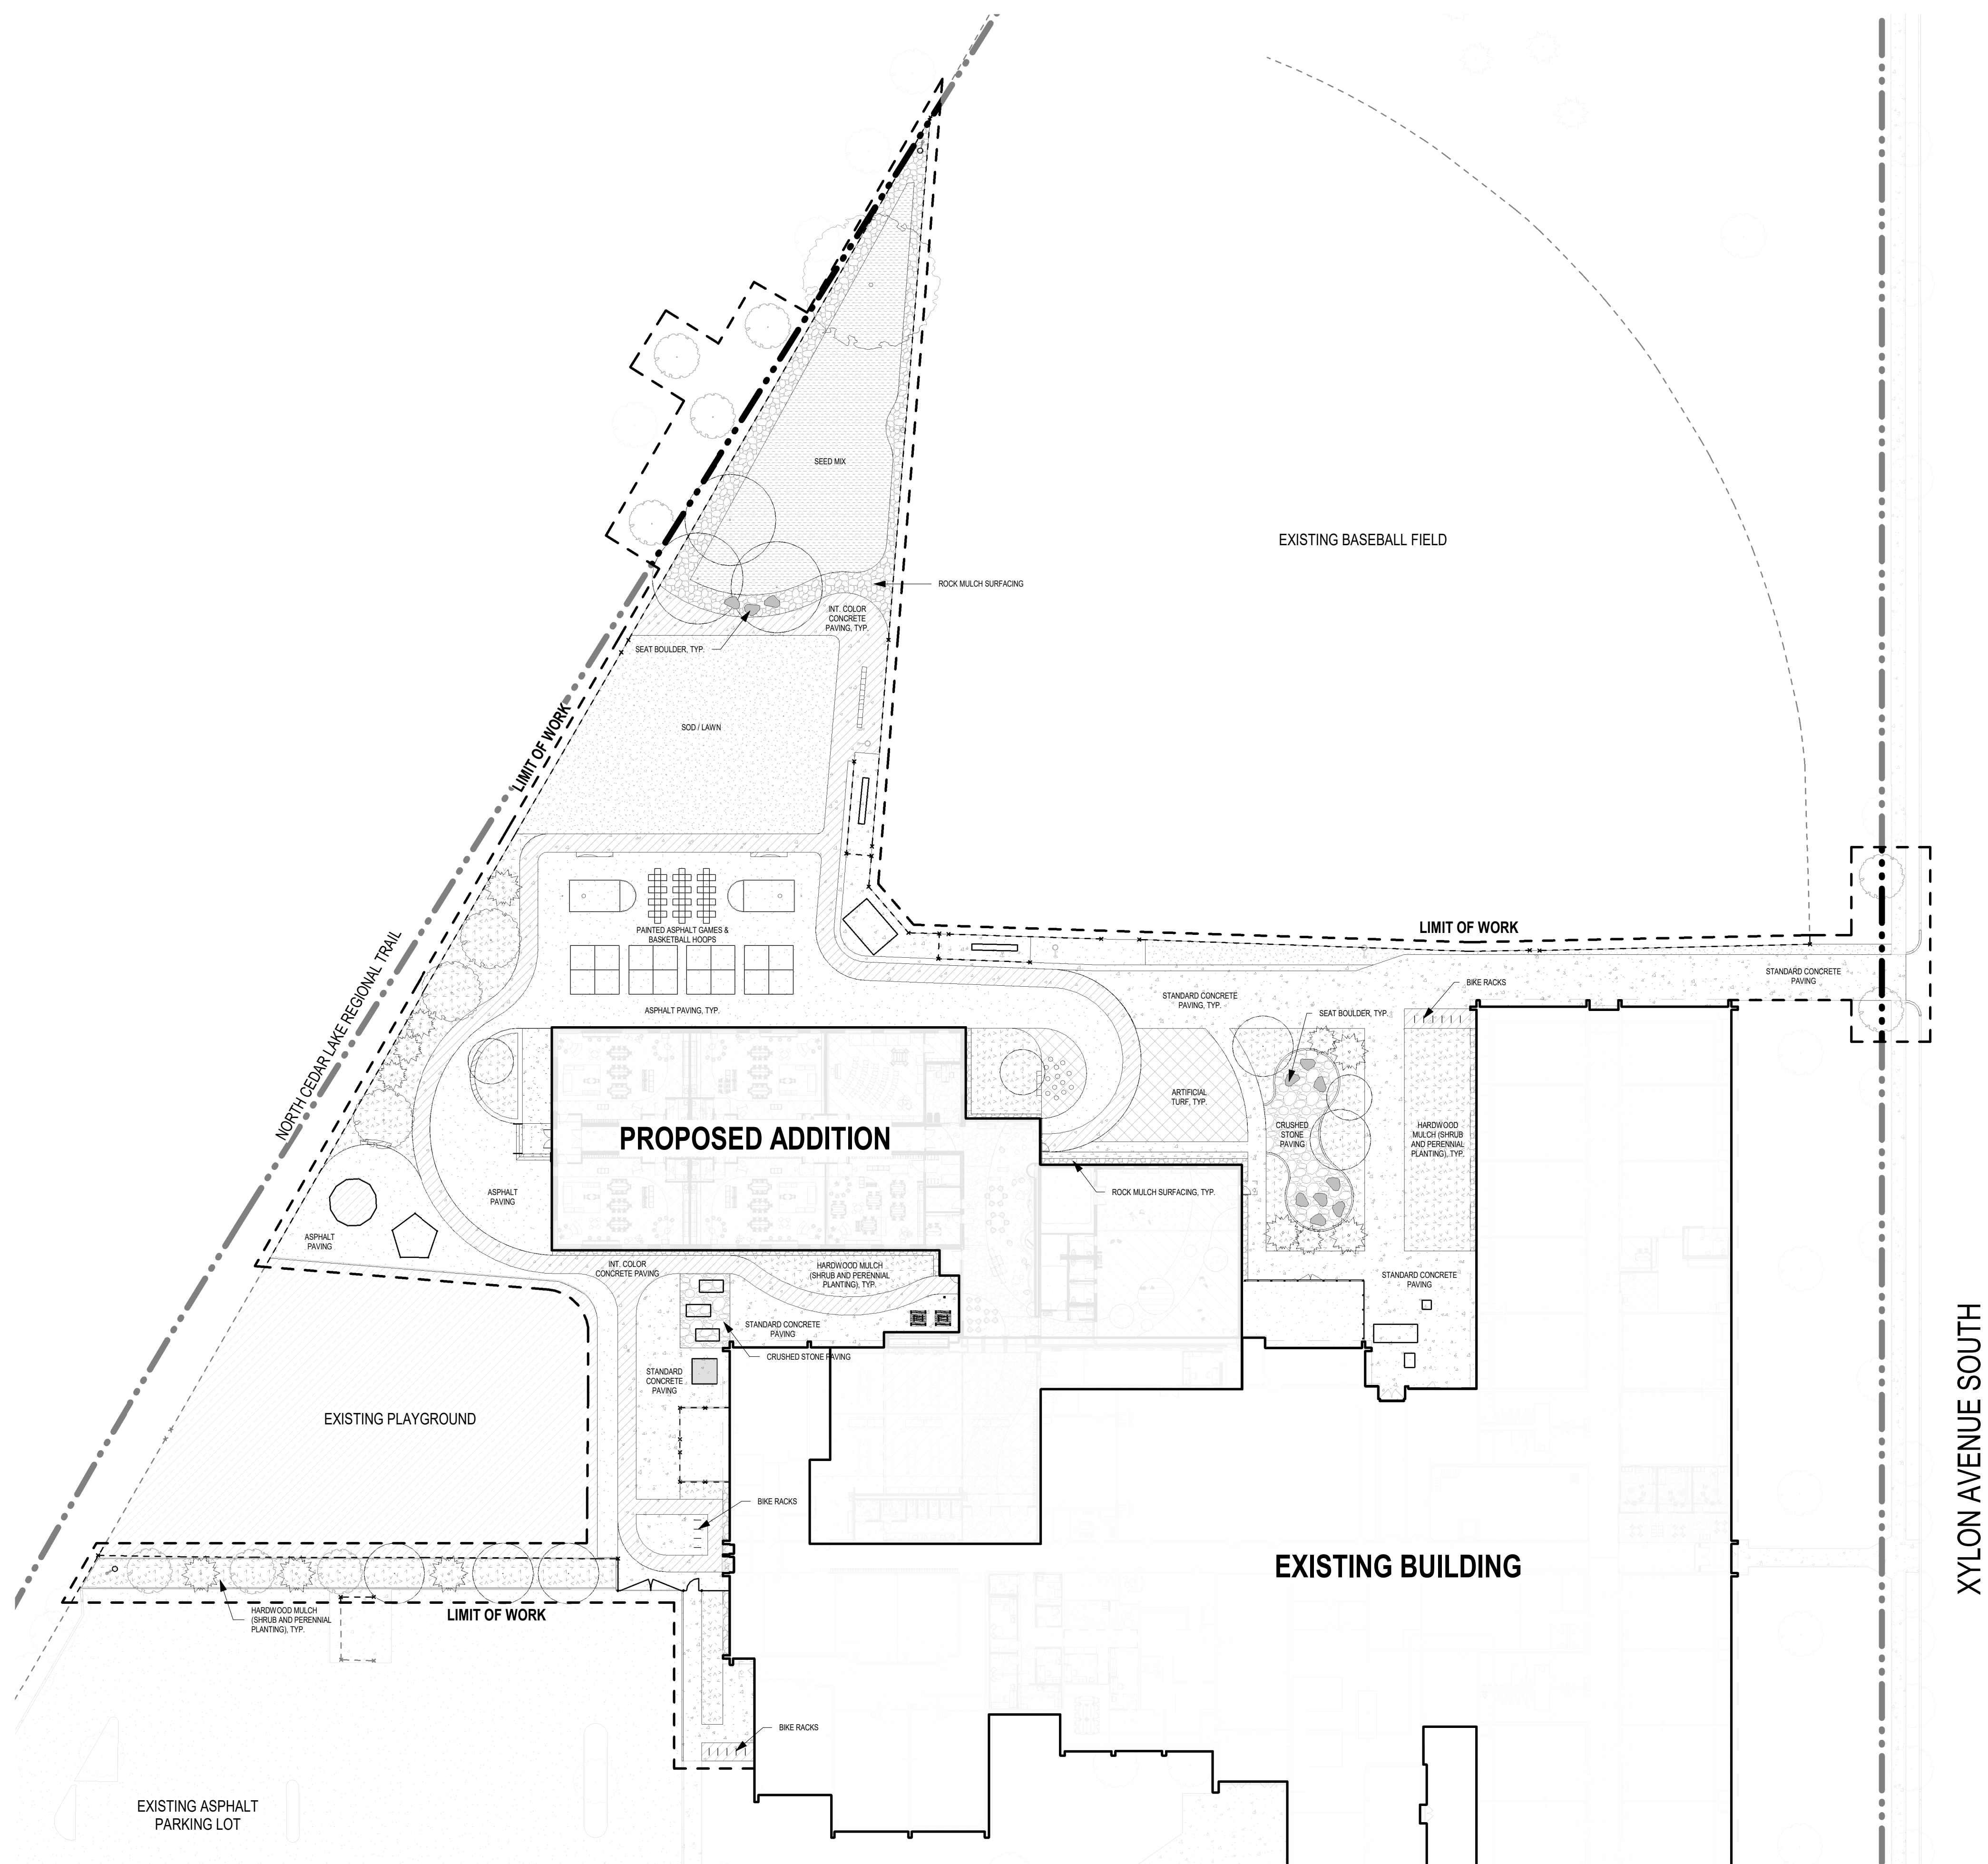 SEED MIX
EXISTING BASEBALL FIELD
ROCK MULCH SURFACING
INT. COLOR
CONCRETE
PAVING, TYP.
SEAT BOULDER, TYP.
SOD / LAWN
LIMIT OF WORK
NORTH CEDAR LAKE REGIONAL TRAIL
PAINTED ASPHALT GAMES &
BASKETBALL HOOPS
LIMIT OF WORK
STANDARD CONCRETE
PAVING
BIKE RACKS
STANDARD CONCRETE
PAVING, TYP.
ASPHALT PAVING, TYP.
SEAT BOULDER, TYP.
ARTIFICIAL
TURF, TYP.
CRUSHED
STONE
PAVING
HARDWOOD
MULCH (SHRUB
AND PERENNIAL
PLANTING), TYP.
PROPOSED ADDITION
ASPHALT
PAVING
ROCK MULCH SURFACING, TYP.
ASPHALT
PAVING
INT. COLOR
CONCRETE PAVING
HARDWOOD MULCH
(SHRUB AND PERENNIAL
PLANTING), TYP.
STANDARD CONCRETE
PAVING
STANDARD CONCRETE
PAVING
CRUSHED STONE PAVING
STANDARD
CONCRETE
PAVING
EXISTING PLAYGROUND
XYLON AVENUE SOUTH
BIKE RACKS
EXISTING BUILDING
HARDWOOD MULCH
(SHRUB AND PERENNIAL
PLANTING), TYP.
LIMIT OF WORK
BIKE RACKS
EXISTING ASPHALT
PARKING LOT